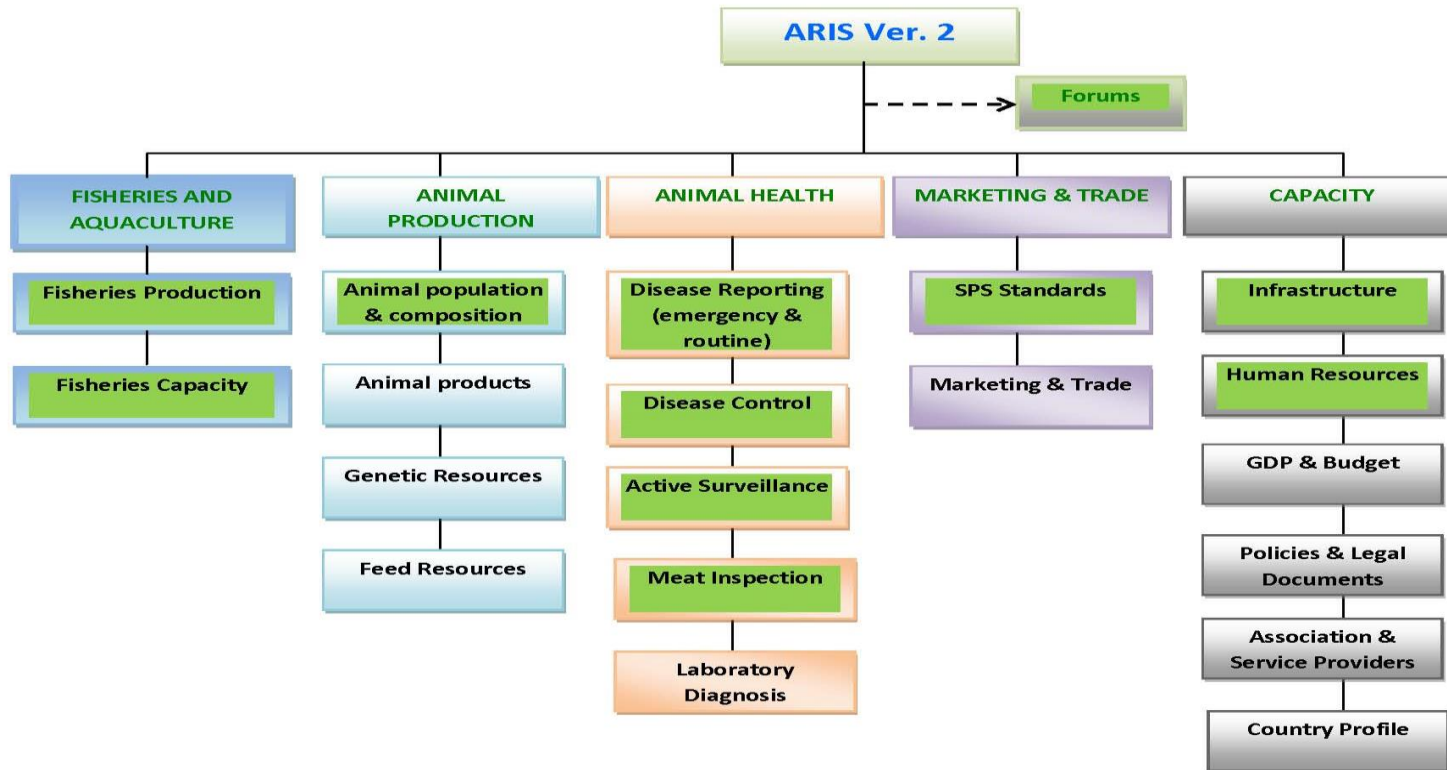 ARIS Ver. 2
Forums
FISHERIES AND
AQUACULTURE
Fisheries Production
Fisheries Capacity
ANIMAL
PRODUCTION
Animal population
& composition
Animal products
Genetic Resources
Feed Resources
ANIMAL HEALTH
Disease Reporting
(emergency &
routine)
Disease Control
Active Surveillance
Meat Inspection
Laboratory
Diagnosis
MARKETING & TRADE
SPS Standards
Marketing & Trade
CAPACITY
Infrastructure
Human Resources
GDP & Budget
Policies & Legal
Documents
Association &
Service Providers
Country Profile